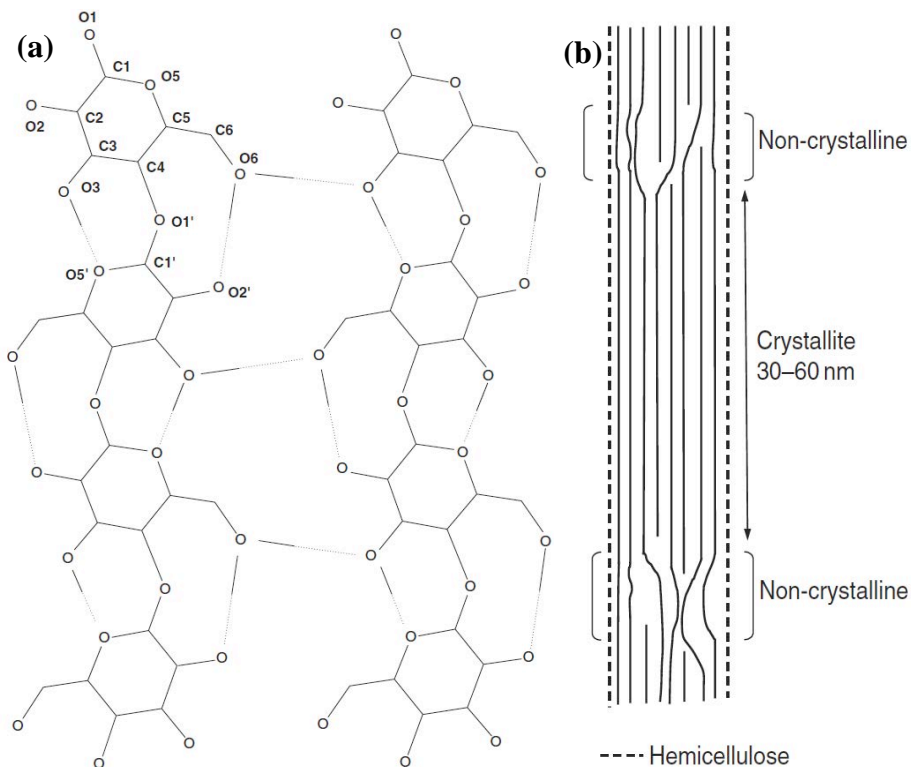 O1
(a) O O (b)
C1
O5
O O
O O
C2 C5
O2 C6 Non-crystalline
C3
C4 O6
O O
O O3 O
O O1' O
C1'
O O
O5'
O O
O2'
Crystallite
O O
30–60 nm
O O
O O
O O
O O
O O
O O
O O Non-crystalline
O O
O O
O O
O O
O O
Hemicellulose